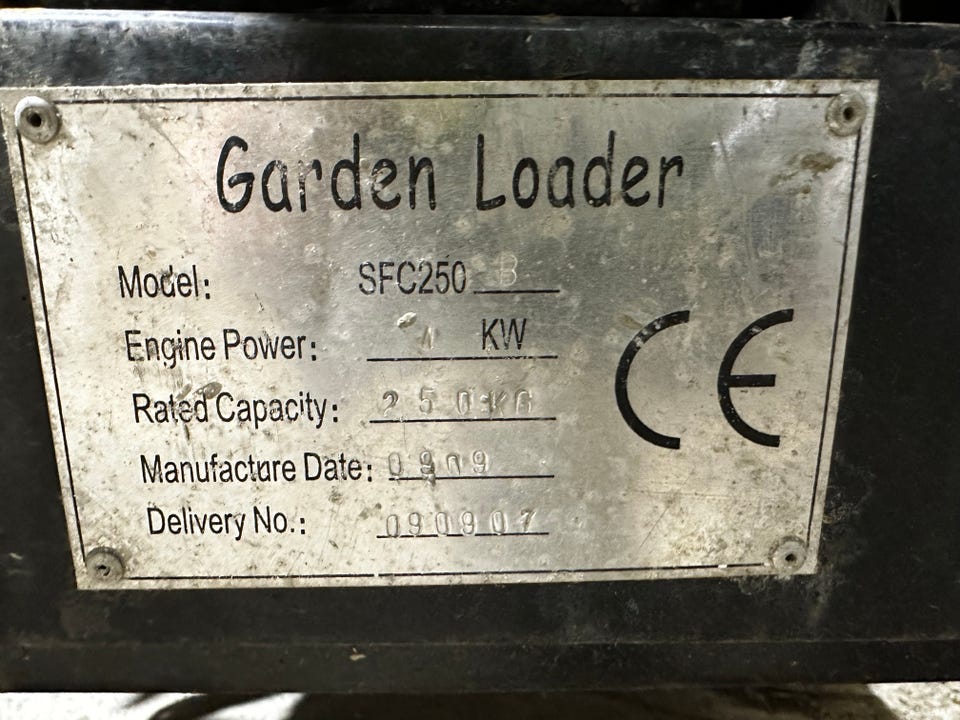 Garden Loader
Model: SFC250 B
Engine Power: KW
Rated Capacity: 250KG
Manufacture Date: 0909
Delivery No.: 090907
CE